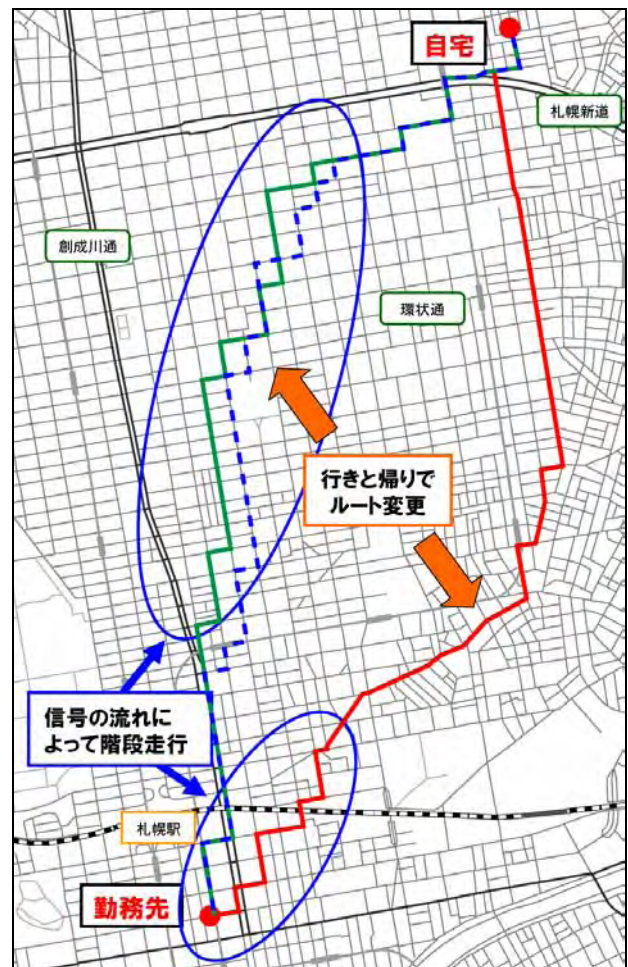 自宅
札幌新道
創成川通
環状通
行きと帰りで
ルート変更
信号の流れに
よって階段走行
札幌駅
勤務先